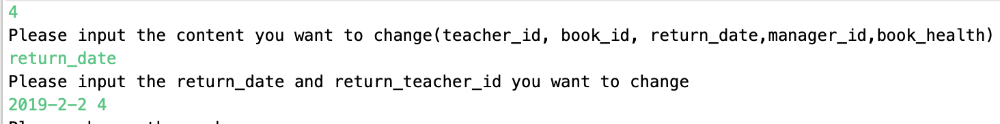 4
Please input the content you want to change(teacher_id, book_id, return_date,manager_id,book_health)
return_date
Please input the return_date and return_teacher_id you want to change
2019-2-2 4